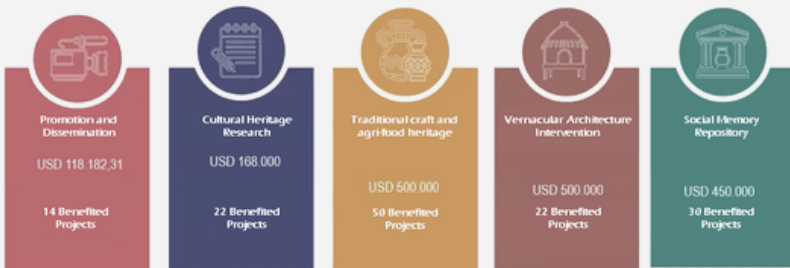 Promotion and
Dissemination
USD 118.182,31
14 Benefited
Projects
Cultural Heritage
Research
USD 168.000
22 Benefited
Projects
Traditional craft and
agri-food heritage
USD 500.000
50 Benefited
Projects
Vernacular Architecture
Intervention
USD 500.000
22 Benefited
Projects
Social Memory
Repository
USD 450.000
30 Benefited
Projects